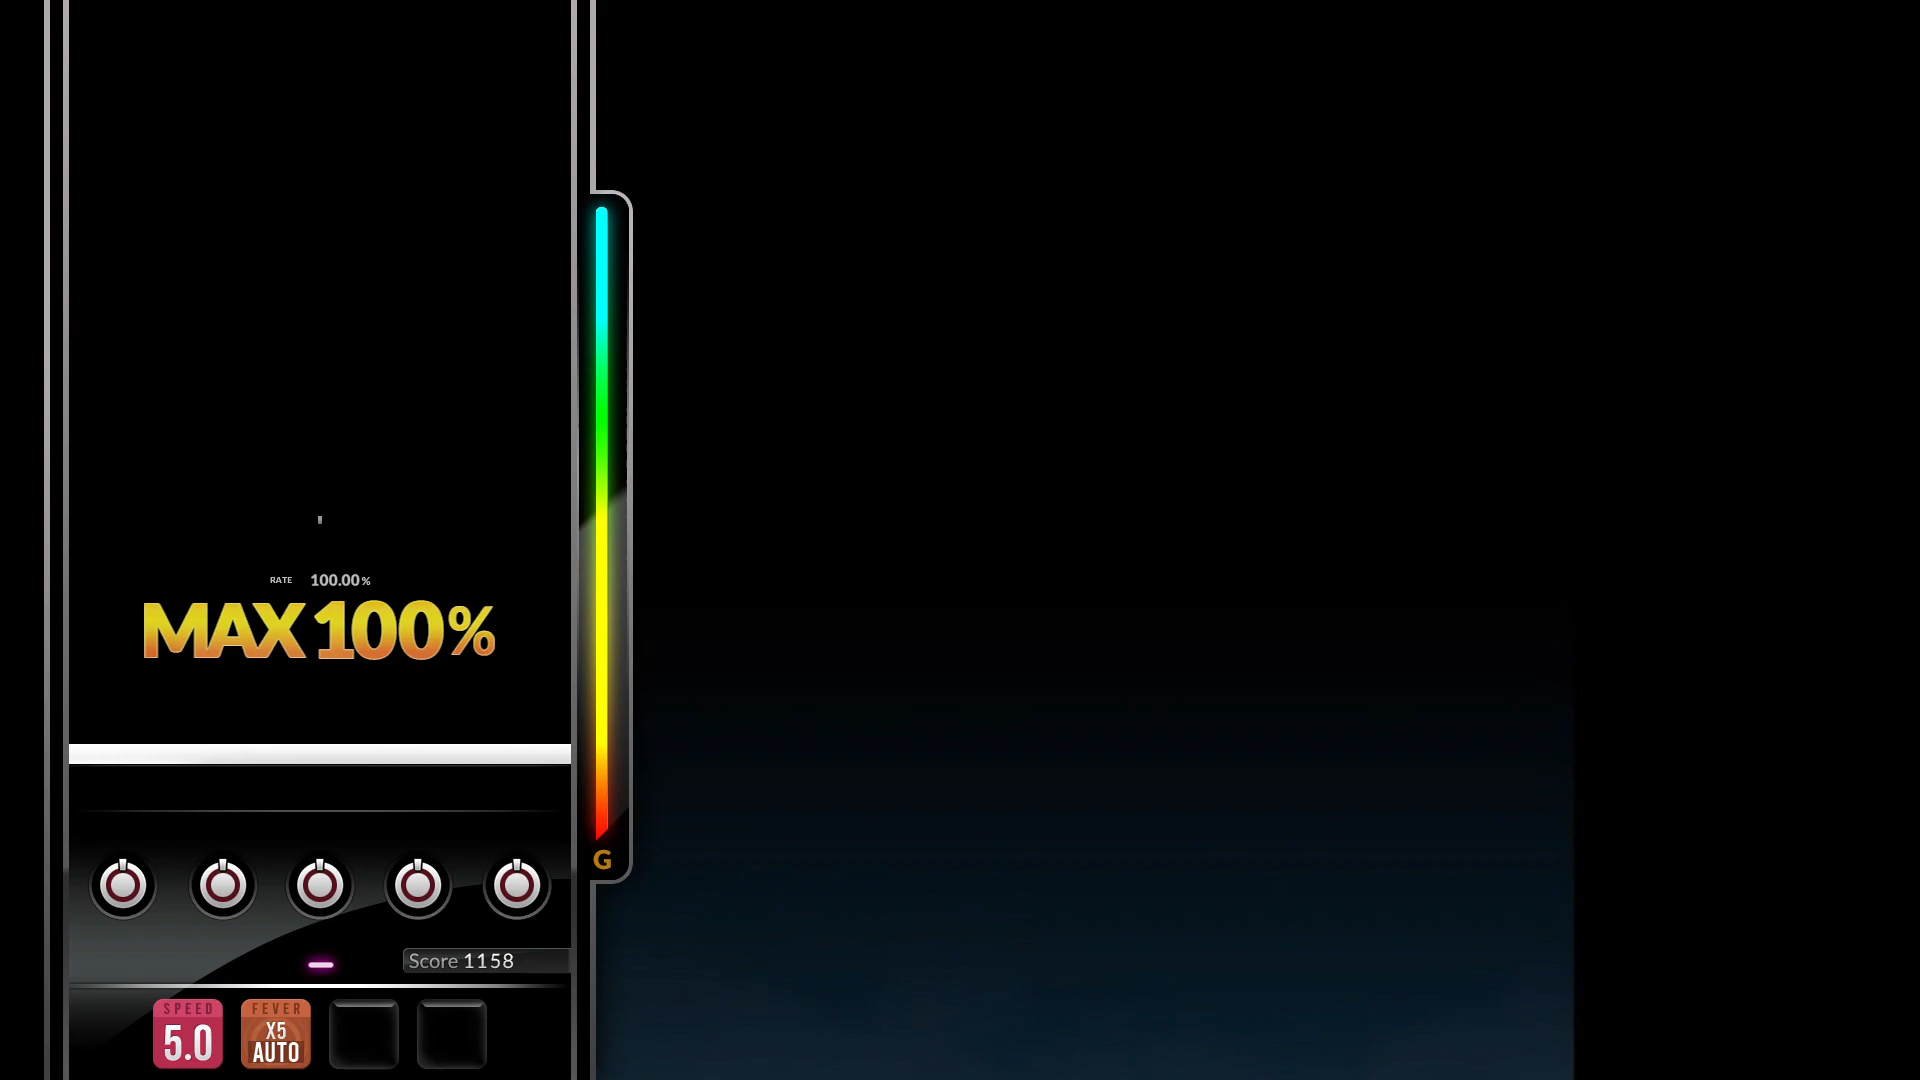 RATE 100.00%
MAX 100%
G
Score 1158
SPEED
5.0
FEVER
X5
AUTO